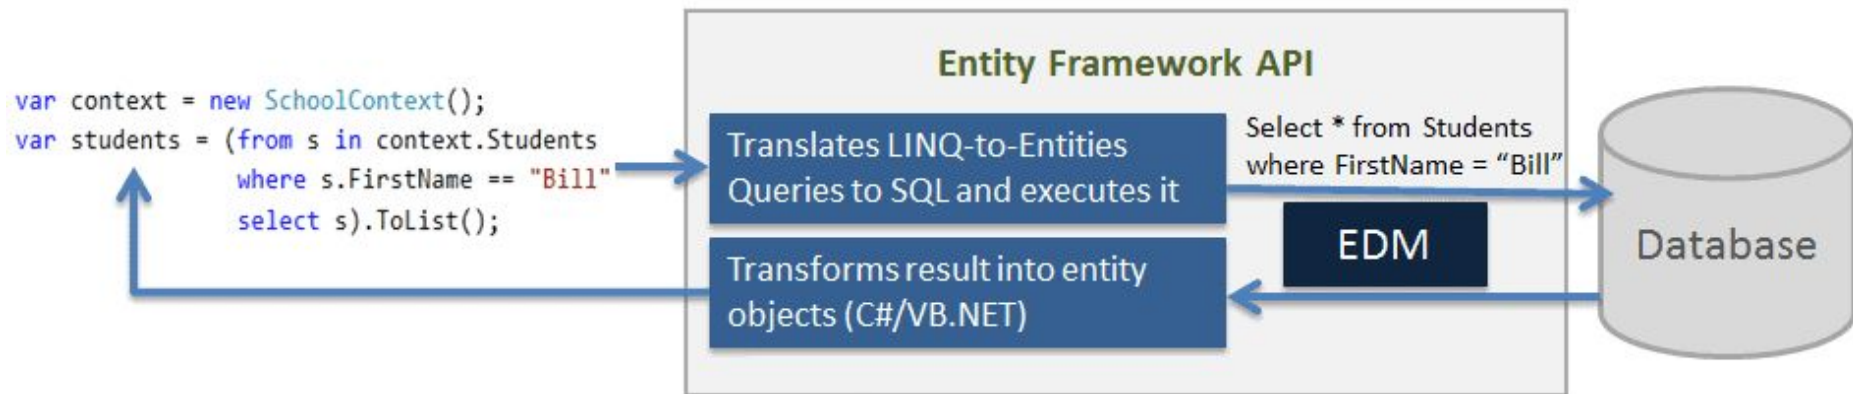 var context = new SchoolContext();
var students = (from s in context.Students
where s.FirstName == "Bill"
select s).ToList();
Entity Framework API
Translates LINQ-to-Entities
Queries to SQL and executes it
Select * from Students
where FirstName = “Bill”
EDM
Transforms result into entity
objects (C#/VB.NET)
Database